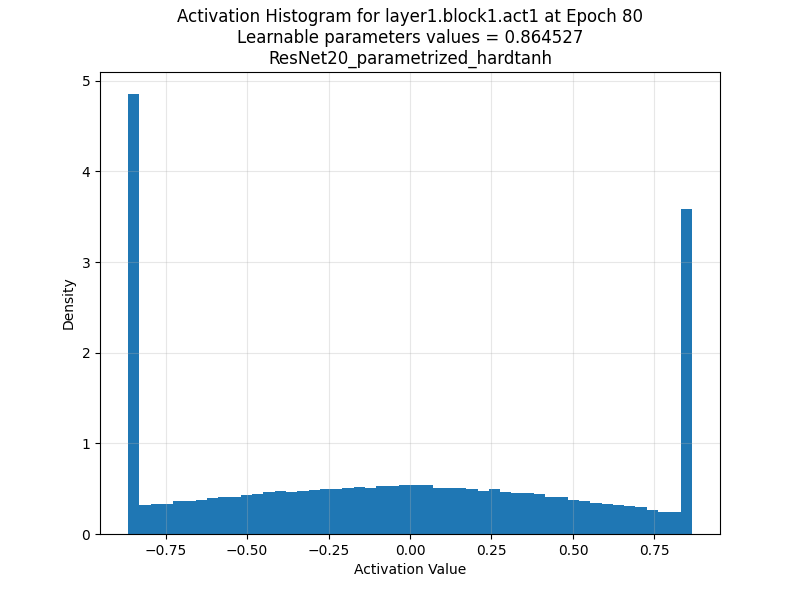 Activation Histogram for layer1.block1.act1 at Epoch 80
Learnable parameters values = 0.864527
ResNet20_parametrized_hardtanh
5
4
3
2
1
0
Density
−0.75 −0.50 −0.25 0.00 0.25 0.50 0.75
Activation Value